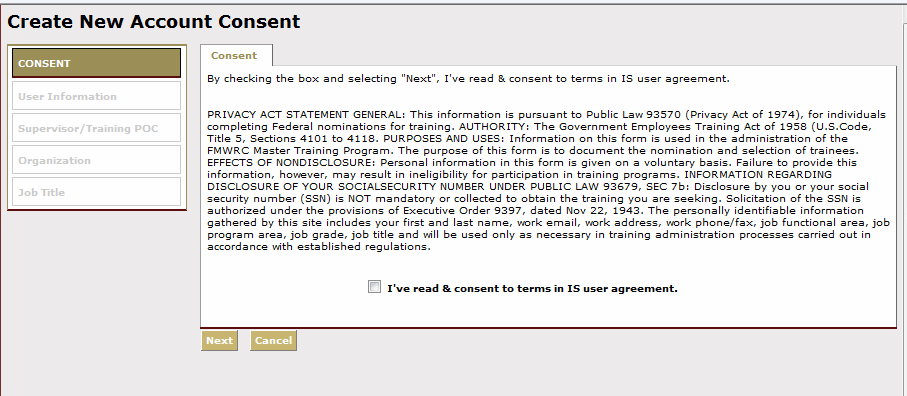 Create New Account Consent
CONSENT
User Information
Supervisor/Training POC
Organization
Job Title
Consent
By checking the box and selecting "Next", I've read & consent to terms in IS user agreement.
PRIVACY ACT STATEMENT GENERAL: This information is pursuant to Public Law 93570 (Privacy Act of 1974), for individuals
completing Federal nominations for training. AUTHORITY: The Government Employees Training Act of 1958 (U.S.Code,
Title 5, Sections 4101 to 4118. PURPOSES AND USES: Information on this form is used in the administration of the
FMWRC Master Training Program. The purpose of this form is to document the nomination and selection of trainees.
EFFECTS OF NONDISCLOSURE: Personal information in this form is given on a voluntary basis. Failure to provide this
information, however, may result in ineligibility for participation in training programs. INFORMATION REGARDING
DISCLOSURE OF YOUR SOCIALSECURITY NUMBER UNDER PUBLIC LAW 93679, SEC 7b: Disclosure by you or your social
security number (SSN) is NOT mandatory or collected to obtain the training you are seeking. Solicitation of the SSN is
authorized under the provisions of Executive Order 9397, dated Nov 22, 1943. The personally identifiable information
gathered by this site includes your first and last name, work email, work address, work phone/fax, job functional area, job
program area, job grade, job title and will be used only as necessary in training administration processes carried out in
accordance with established regulations.
I've read & consent to terms in IS user agreement.
Next
Cancel